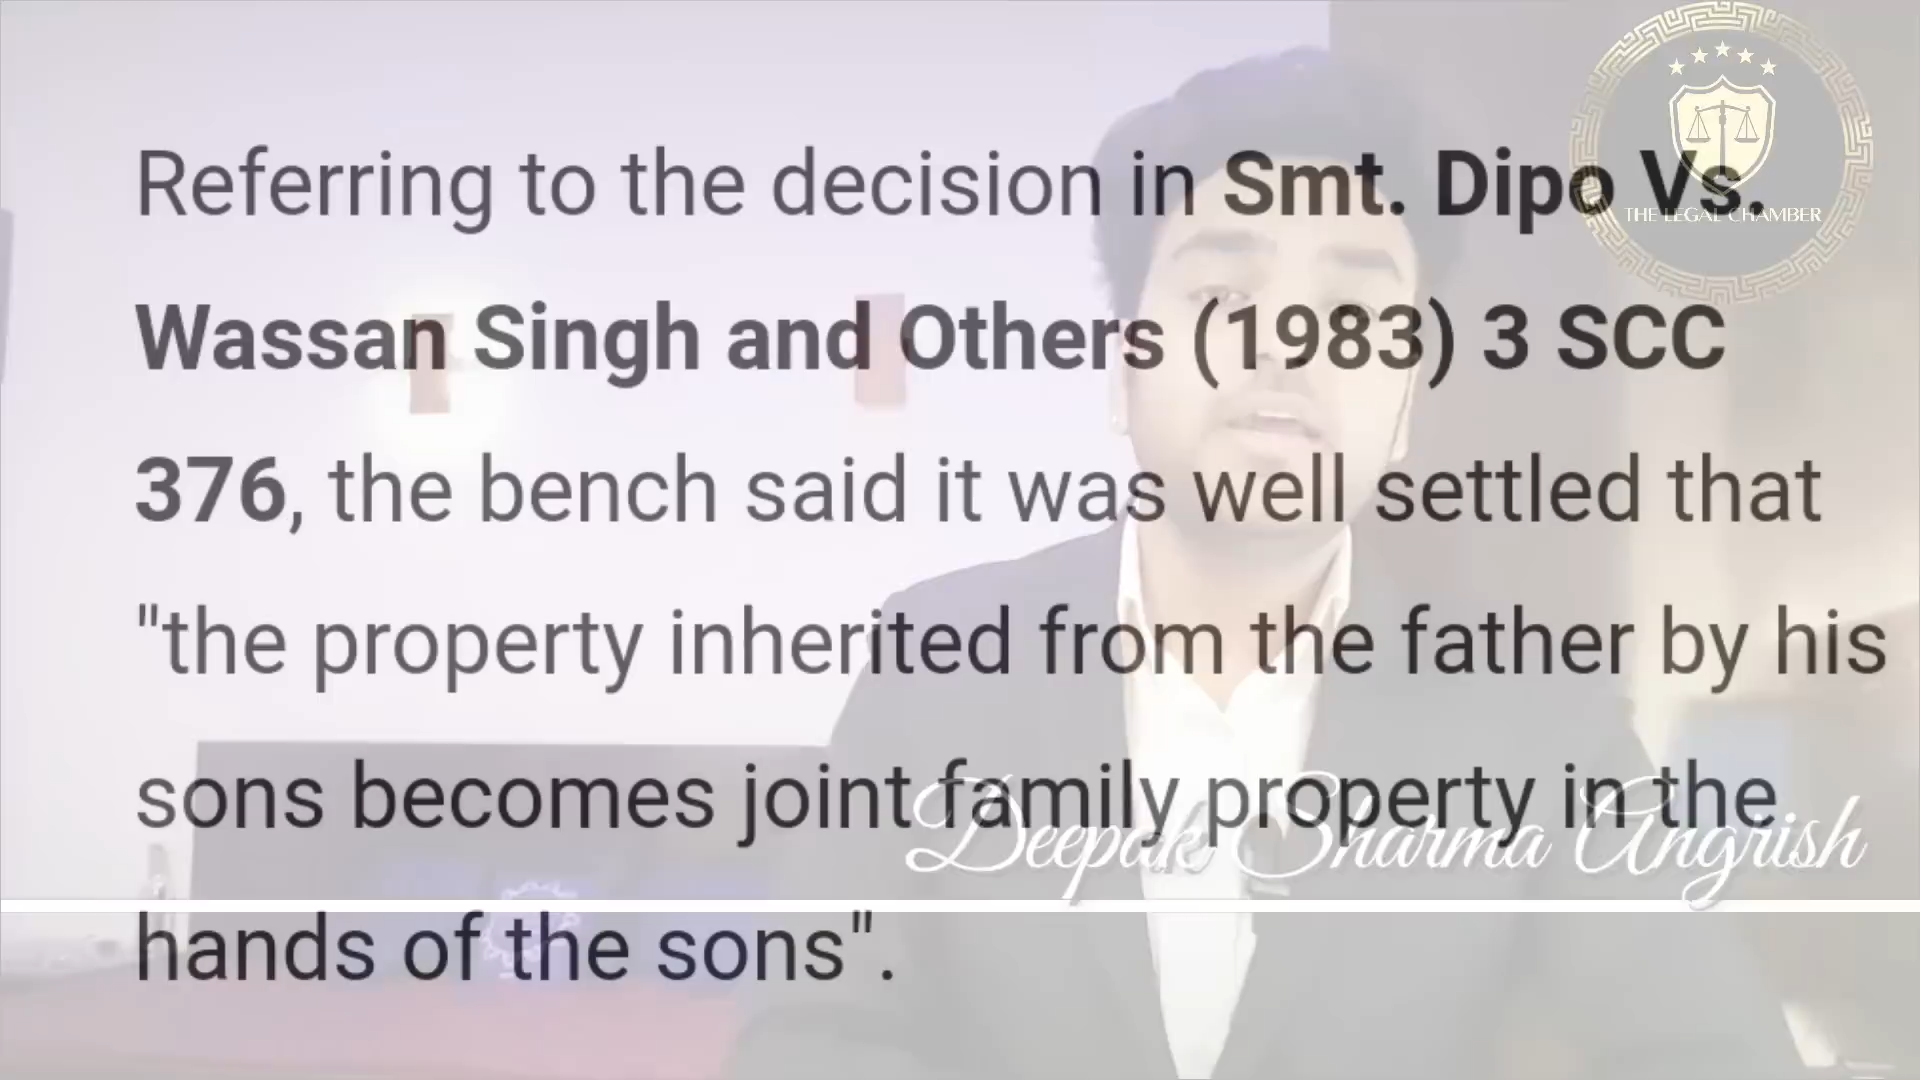 Referring to the decision in Smt. Dipo Vs.
THE LEGAL CHAMBER
Wassan Singh and Others (1983) 3 SCC
376, the bench said it was well settled that
"the property inherited from the father by his
sons becomes joint family property in the
Deepak Sharma Angrish
hands of the sons".